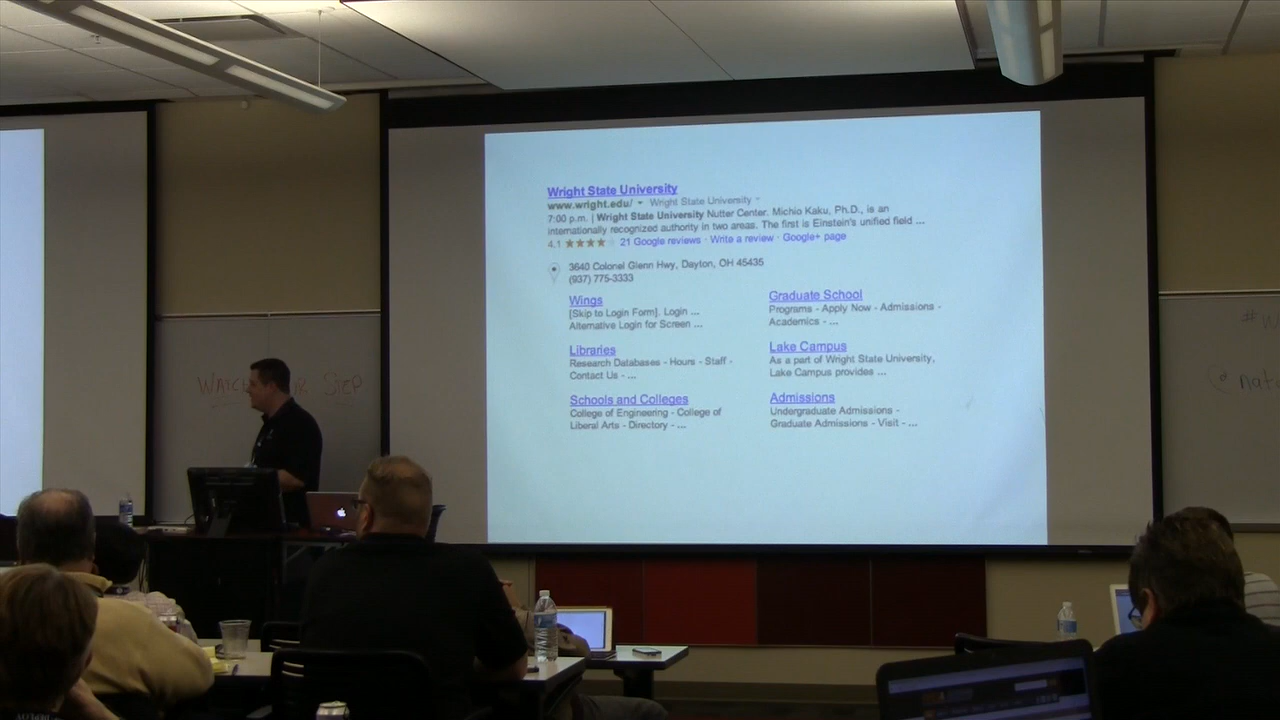 Wright State University
www.wright.edu/ Wright State University
7:00 p.m. | Wright State University Nutter Center. Michio Kaku, Ph.D., is an
internationally recognized authority in two areas. The first is Einstein's unified field ...
4.1 ★★★★ 21 Google reviews · Write a review · Google+ page
3640 Colonel Glenn Hwy, Dayton, OH 45435
(937) 775-3333
Wings
[Skip to Login Form]. Login ...
Alternative Login for Screen ...
Libraries
Research Databases - Hours - Staff -
Contact Us - ...
Schools and Colleges
College of Engineering - College of
Liberal Arts - Directory - ...
Graduate School
Programs - Apply Now - Admissions -
Academics - ...
Lake Campus
As a part of Wright State University,
Lake Campus provides ...
Admissions
Undergraduate Admissions -
Graduate Admissions - Visit - ...
STEP